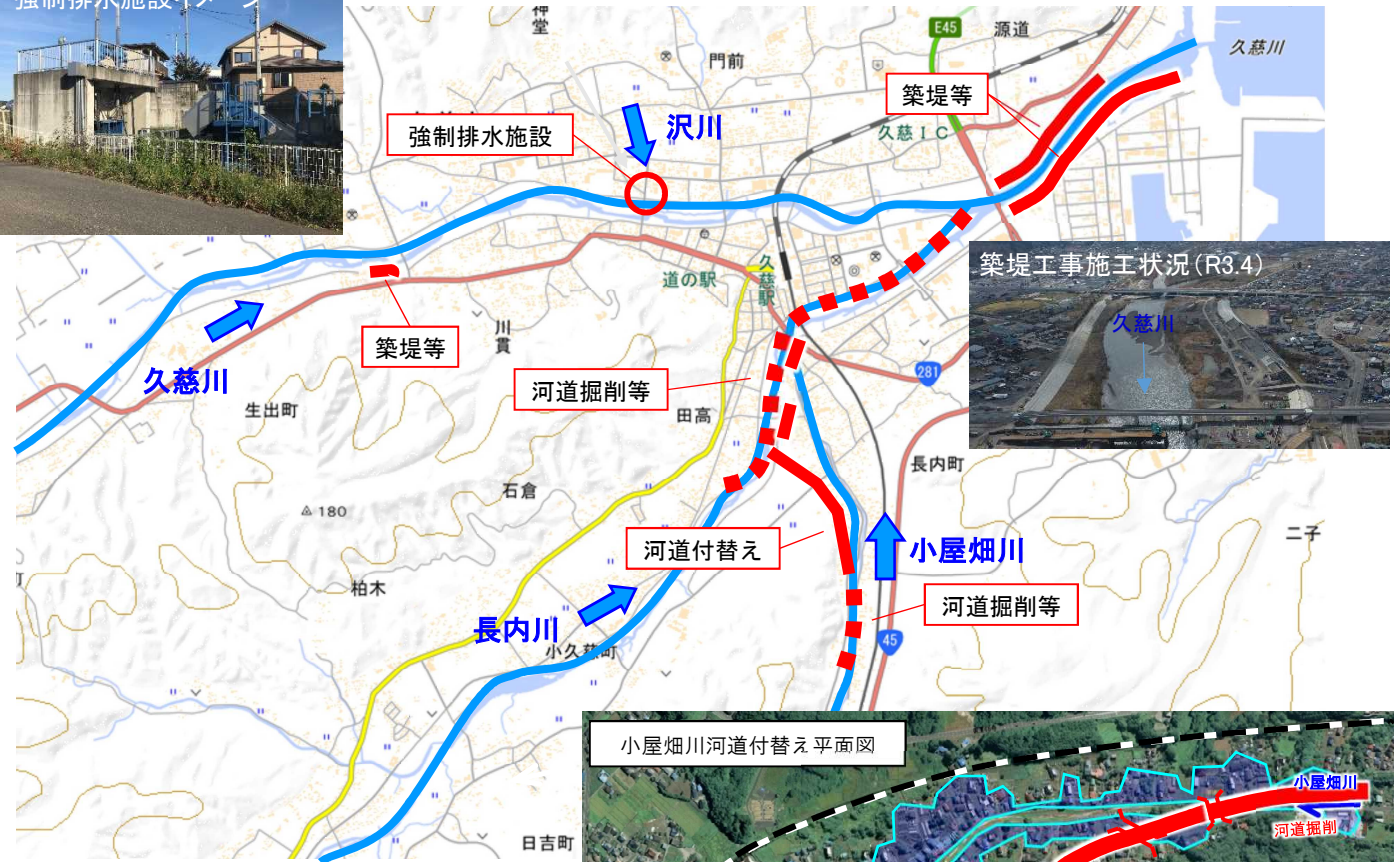 強制排水施設イメージ
神堂
門前
E45
源道
久慈川
築堤等
久慈IC
沢川
強制排水施設
道の駅
久慈駅
築堤工事施工状況(R3.4)
久慈川
川貫
築堤等
久慈川
河道掘削等
281
生出町
田高
長内町
石倉
180
河道付替え
小屋畑川
二子
柏木
河道掘削等
長内川
45
小久慈町
小屋畑川河道付替え平面図
小屋畑川
河道掘削
日吉町